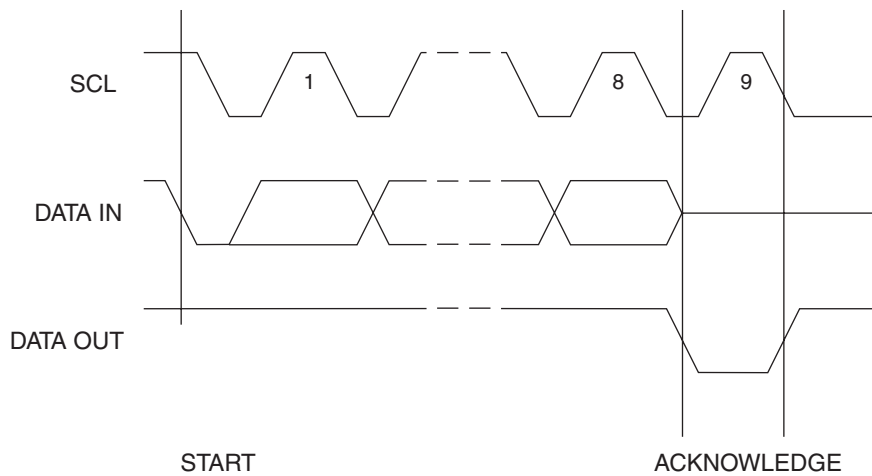 SCL
1
8
9
DATA IN
DATA OUT
START
ACKNOWLEDGE